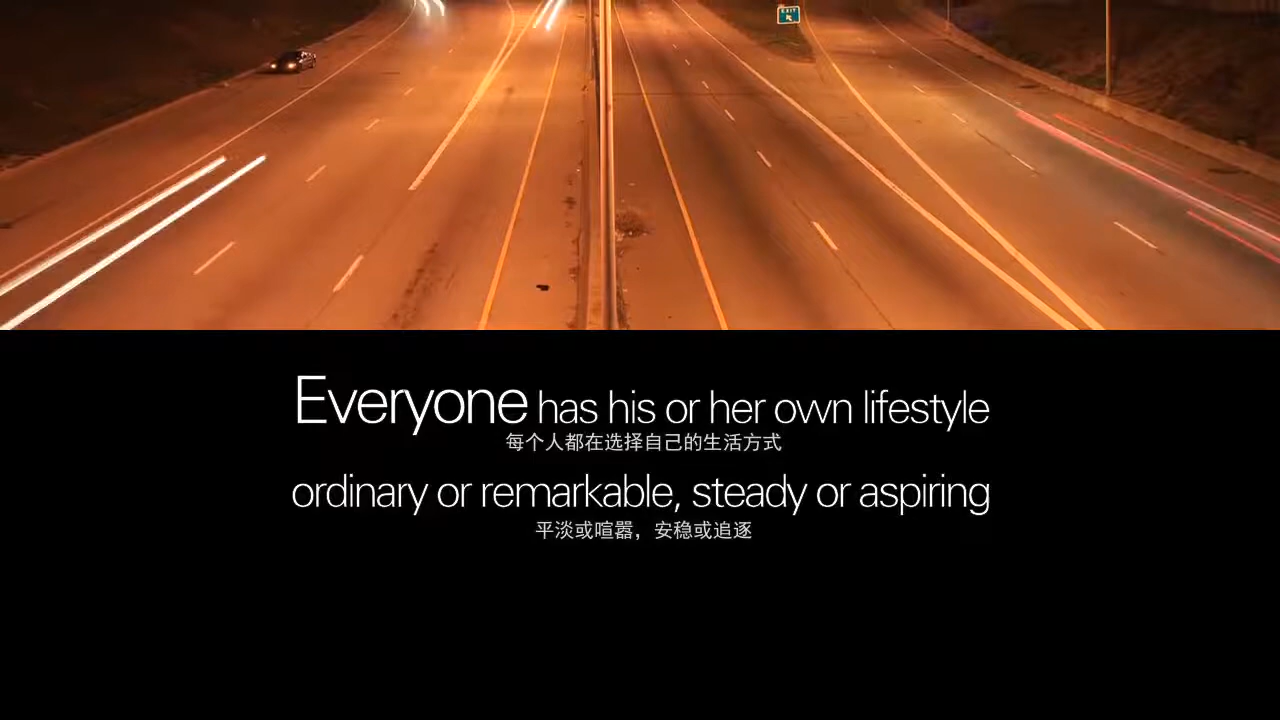 EXIT
Everyone has his or her own lifestyle
每个人都在选择自己的生活方式
ordinary or remarkable, steady or aspiring
平淡或喧嚣，安稳或追逐